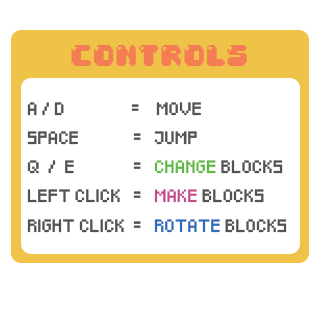 CONTROLS
A / D = MOVE
SPACE = JUMP
Q / E = CHANGE BLOCKS
LEFT CLICK = MAKE BLOCKS
RIGHT CLICK = ROTATE BLOCKS